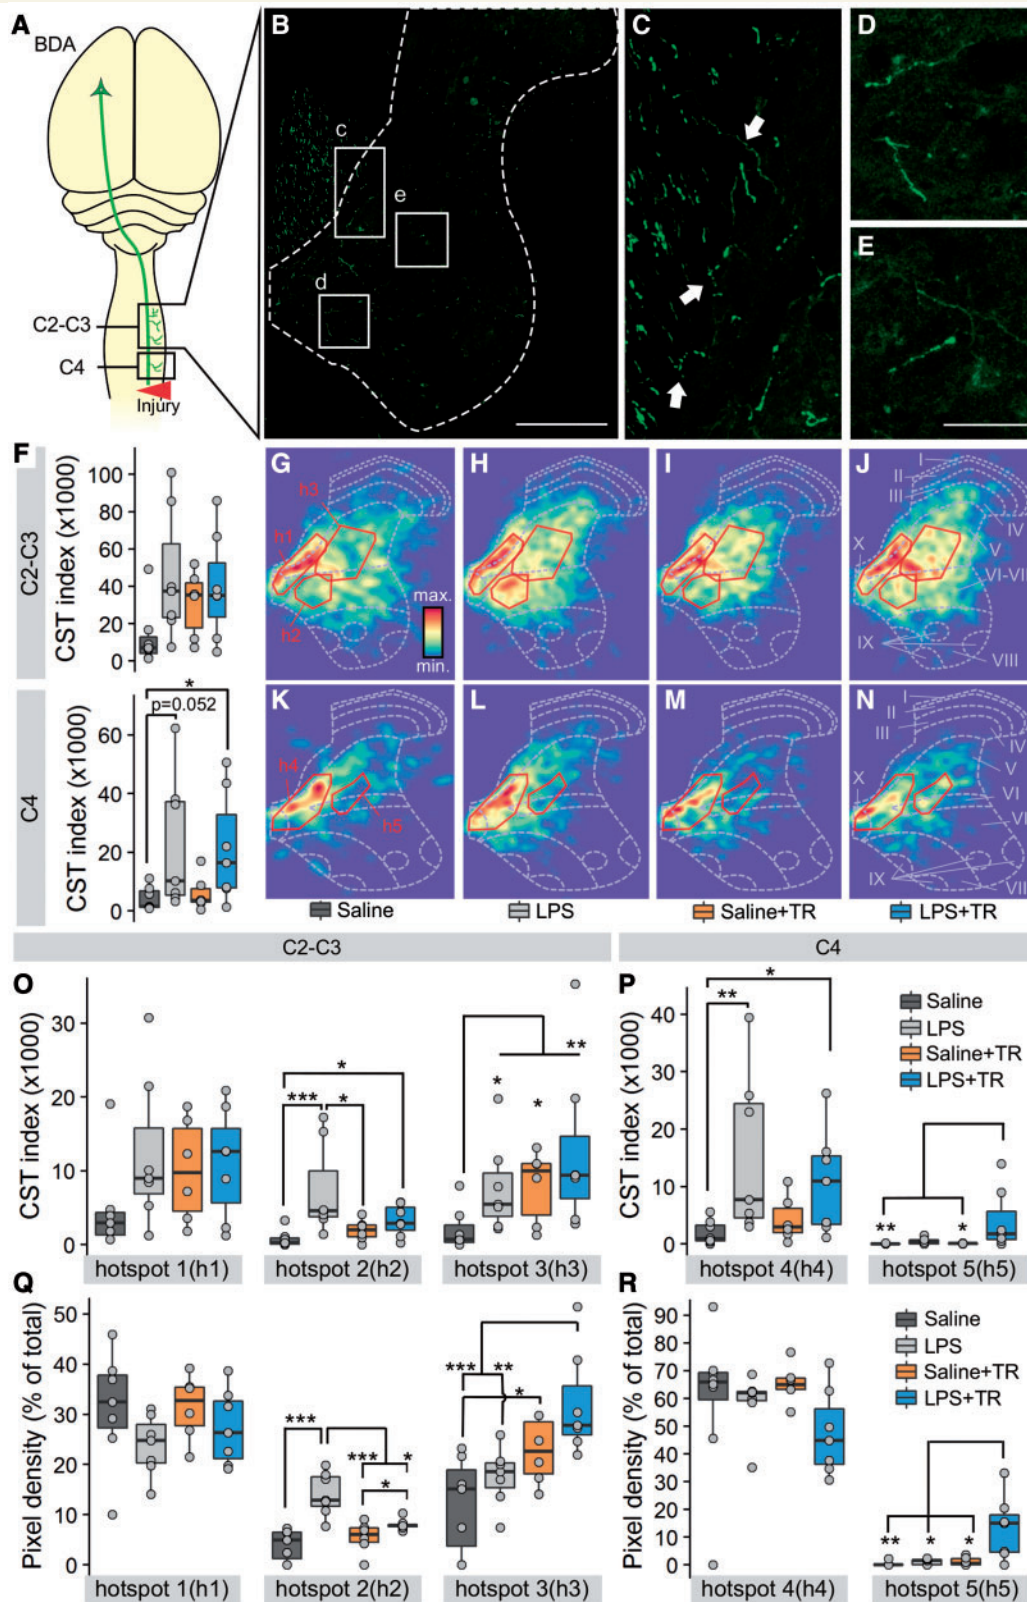 A
BDA
C2-C3
C4
Injury
B
c
e
d
C
D
E
F
C2-C3
CST index (x1000)
100
80
60
40
20
0
C4
CST index (x1000)
60
40
20
0
p=0.052
*
G
h3
h1
h2
max.
min.
H
I
J
I
II
III
IV
V
VI-VII
X
IX
VIII
K
h4
h5
L
M
N
I
II
III
IV
V
VI
VI
X
IX
VII
Saline
LPS
Saline+TR
LPS+TR
C2-C3
C4
O
CST index (x1000)
30
20
10
0
***
*
*
*
*
**
hotspot 1(h1)
hotspot 2(h2)
hotspot 3(h3)
P
CST index (x1000)
40
30
20
10
0
**
*
**
*
Saline
LPS
Saline+TR
LPS+TR
hotspot 4(h4)
hotspot 5(h5)
Q
Pixel density (% of total)
50
40
30
20
10
0
***
***
*
*
***
**
*
hotspot 1(h1)
hotspot 2(h2)
hotspot 3(h3)
R
Pixel density (% of total)
90
80
70
60
50
40
30
20
10
0
Saline
LPS
Saline+TR
LPS+TR
**
*
*
hotspot 4(h4)
hotspot 5(h5)